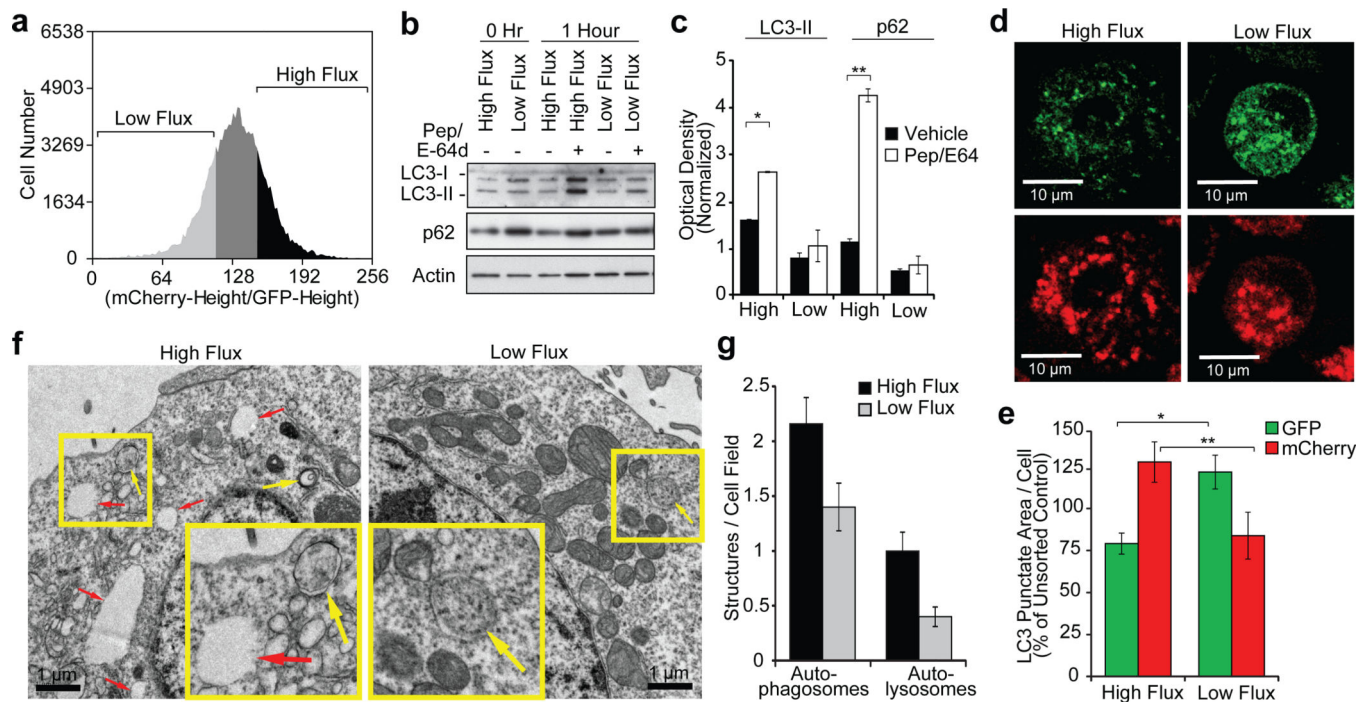 a
6538
4903
3269
1634
0
Cell Number
Low Flux
High Flux
0 64 128 192 256
(mCherry-Height/GFP-Height)
b
0 Hr 1 Hour
High Flux
Low Flux
High Flux
High Flux
Low Flux
Low Flux
Pep/
E-64d - - - + - +
LC3-I -
LC3-II -
p62
Actin
c
LC3-II p62
5
4
3
2
1
0
Optical Density
(Normalized)
*
**
Vehicle
Pep/E64
High Low High Low
d
High Flux Low Flux
10 µm 10 µm
10 µm 10 µm
f
High Flux Low Flux
1 µm 1 µm
g
2.5
2
1.5
1
0.5
0
Structures / Cell Field
High Flux
Low Flux
Auto-
phagosomes
Auto-
lysosomes
e
LC3 Punctate Area / Cell
(% of Unsorted Control)
125
125
75
50
25
0
*
**
GFP
mCherry
High Flux Low Flux